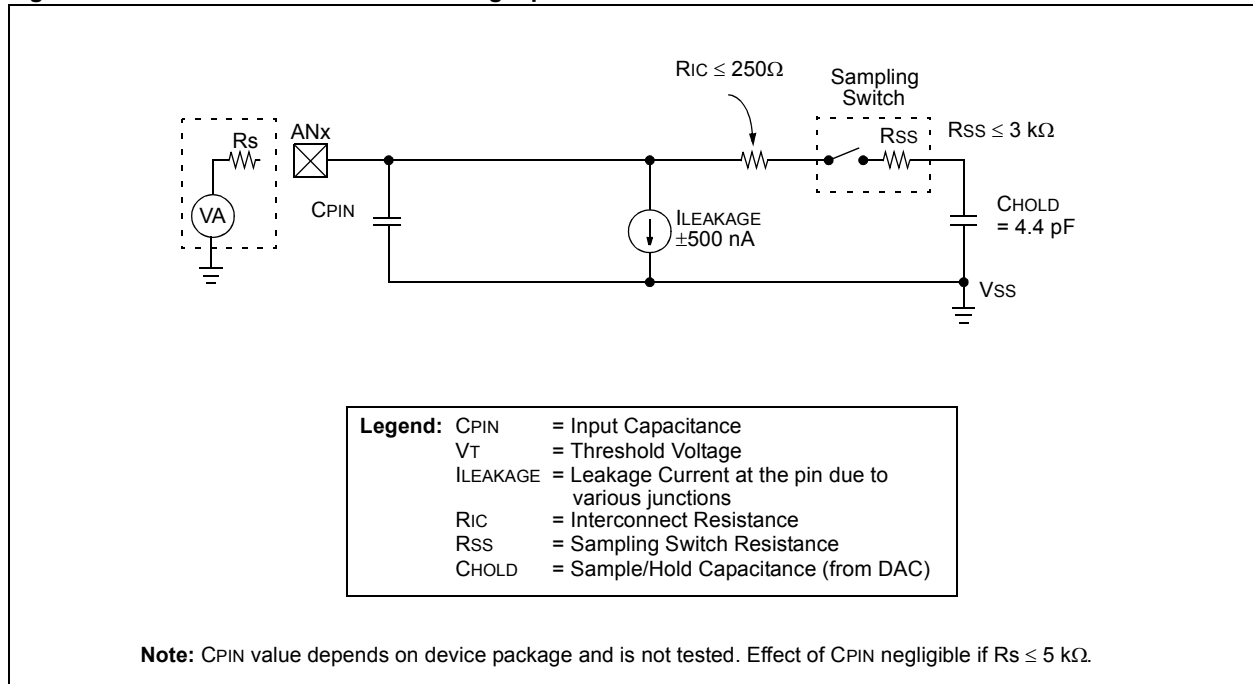 RIC ≤ 250Ω
Sampling
Switch
Rs
ANx
RSS
RSS ≤ 3 kΩ
VA
CPIN
ILEAKAGE
±500 nA
CHOLD
= 4.4 pF
VSS
Legend: CPIN = Input Capacitance
VT = Threshold Voltage
ILEAKAGE = Leakage Current at the pin due to
various junctions
RIC = Interconnect Resistance
RSS = Sampling Switch Resistance
CHOLD = Sample/Hold Capacitance (from DAC)
Note: CPIN value depends on device package and is not tested. Effect of CPIN negligible if Rs ≤ 5 kΩ.